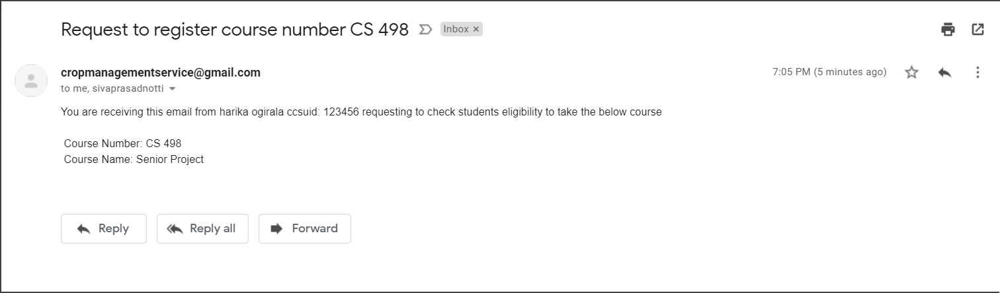 Request to register course number CS 498 Inbox ×
cropmanagementservice@gmail.com 7:05 PM (5 minutes ago)
to me, sivaprasadnotti
You are receiving this email from harika ogirala ccsuid: 123456 requesting to check students eligibility to take the below course
Course Number: CS 498
Course Name: Senior Project
Reply Reply all Forward